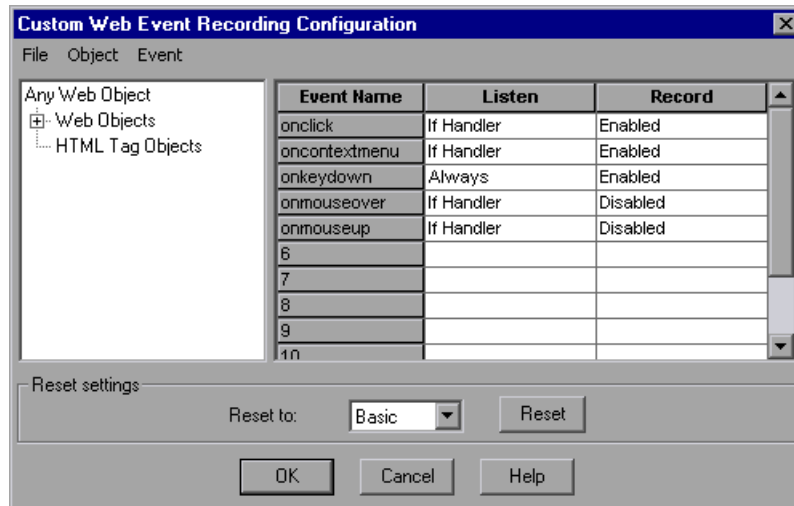 Custom Web Event Recording Configuration
File Object Event
Any Web Object
Web Objects
HTML Tag Objects
Event Name Listen Record
onclick If Handler Enabled
oncontextmenu If Handler Enabled
onkeydown Always Enabled
onmouseover If Handler Disabled
onmouseup If Handler Disabled
6
7
8
9
10
Reset settings
Reset to: Basic Reset
OK Cancel Help